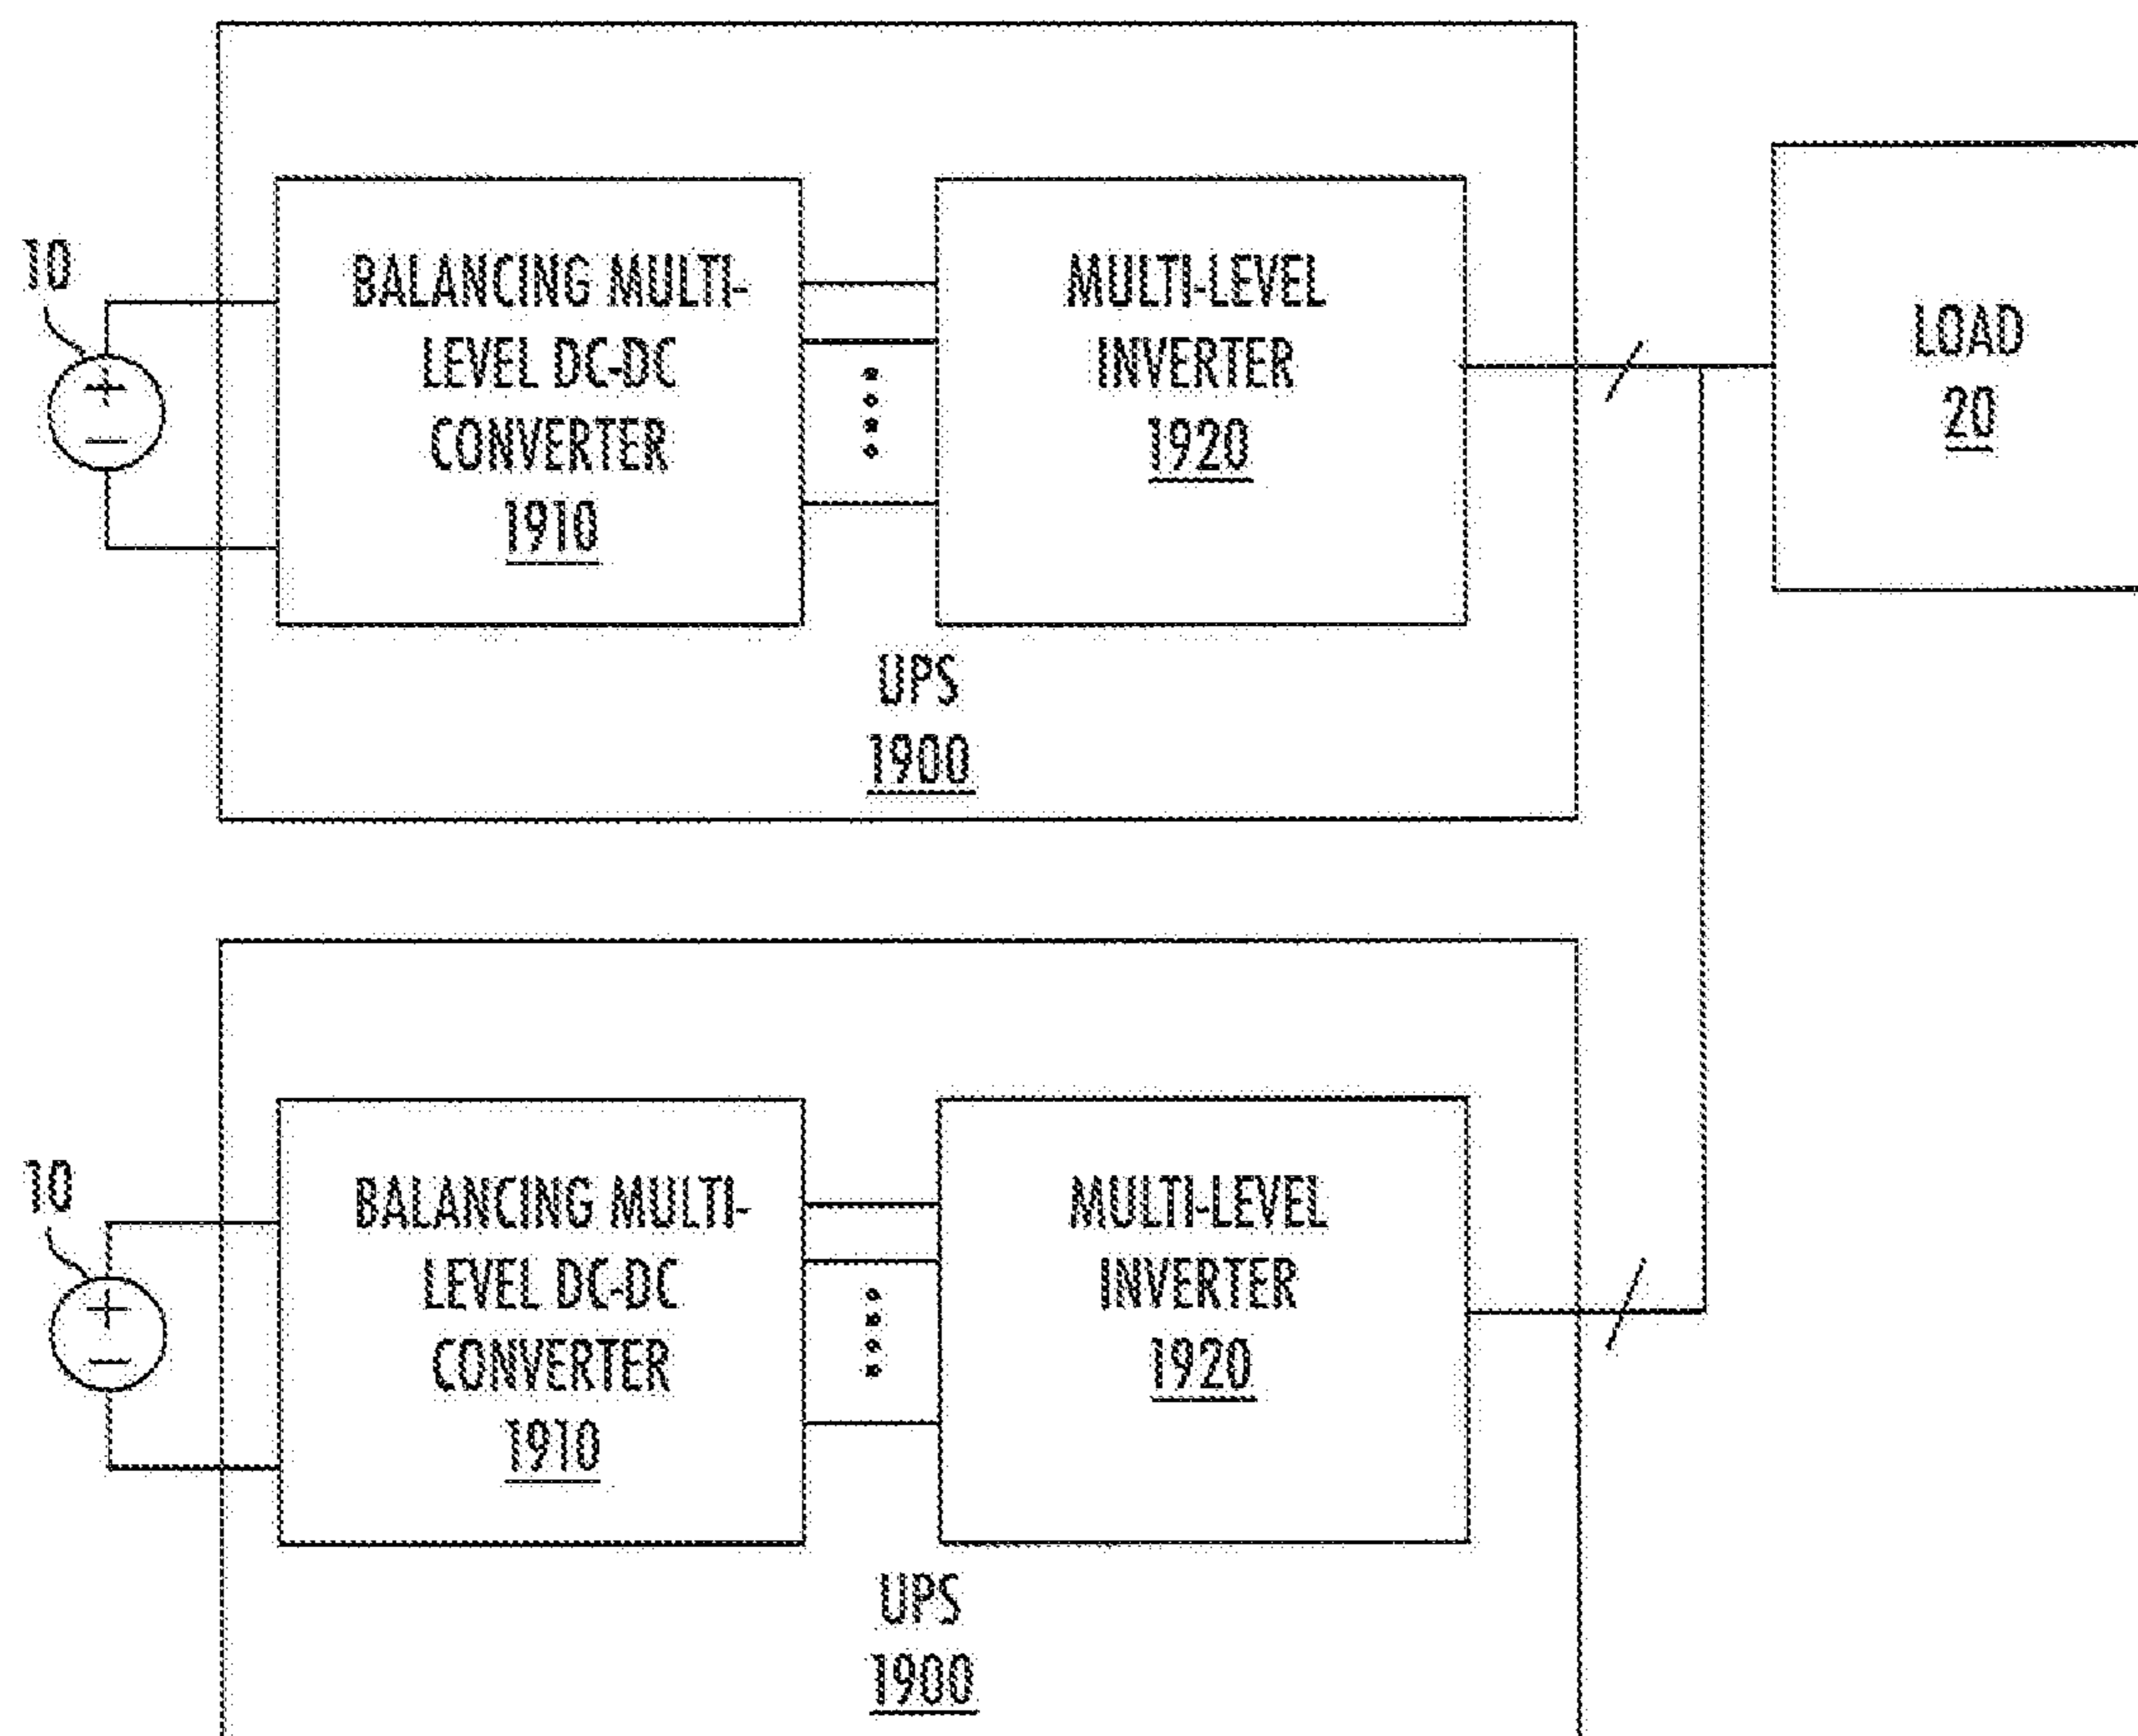 10
BALANCING MULTI-
LEVEL DC-DC
CONVERTER
1910
MULTI-LEVEL
INVERTER
1920
LOAD
20
UPS
1900
10
BALANCING MULTI-
LEVEL DC-DC
CONVERTER
1910
MULTI-LEVEL
INVERTER
1920
UPS
1900